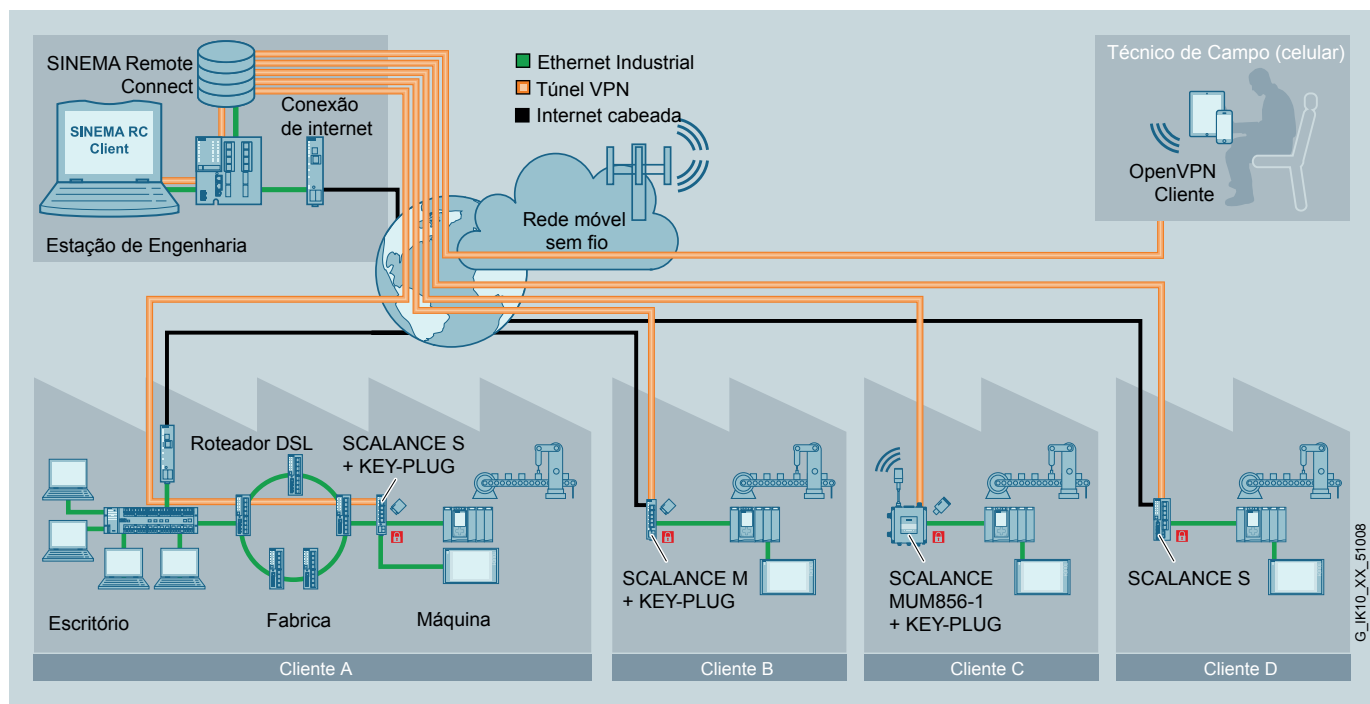 SINEMA Remote
Connect
SINEMA RC
Client
Conexão
de internet
Estação de Engenharia
Ethernet Industrial
Túnel VPN
Internet cabeada
Rede móvel
sem fio
Técnico de Campo (celular)
OpenVPN
Cliente
Roteador DSL
SCALANCE S
+ KEY-PLUG
Escritório
Fabrica
Máquina
Cliente A
SCALANCE M
+ KEY-PLUG
Cliente B
SCALANCE
MUM856-1
+ KEY-PLUG
Cliente C
SCALANCE S
Cliente D
G_IK10_XX_51008